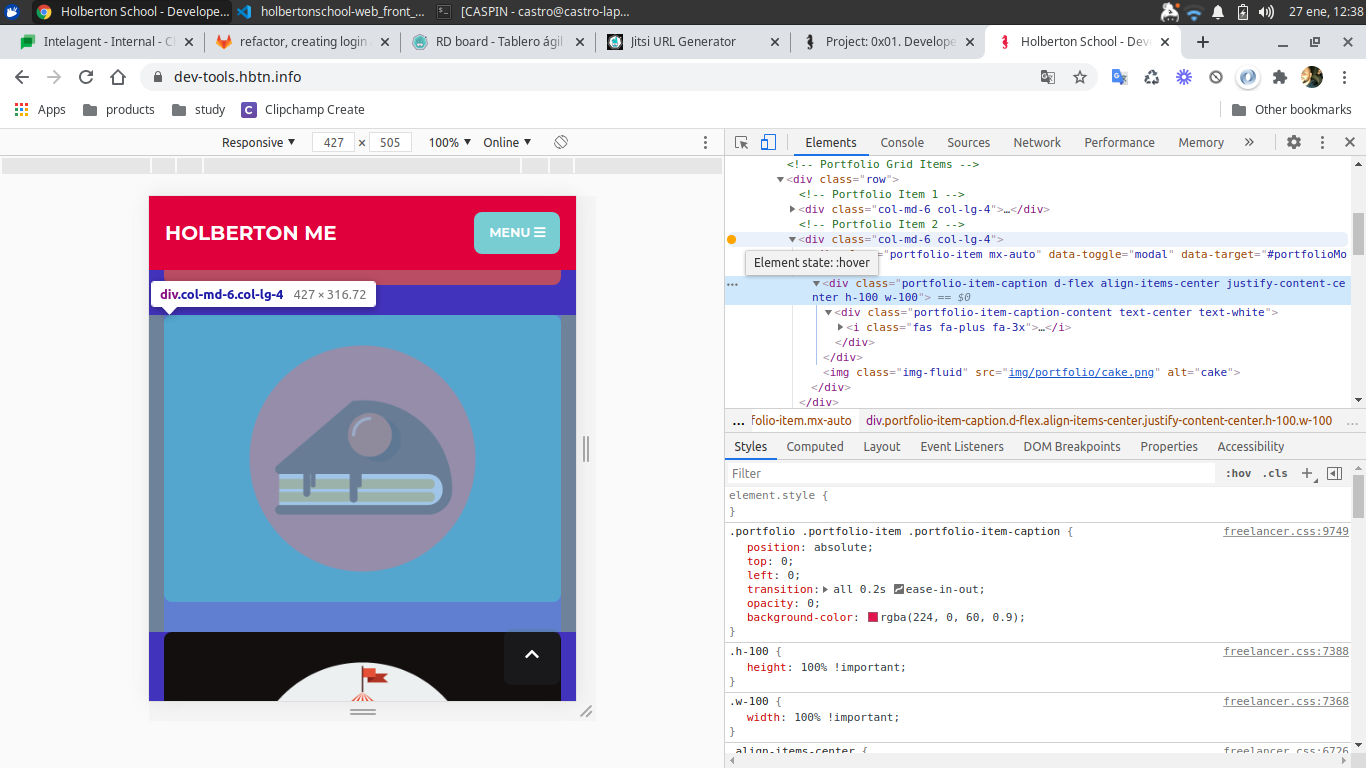 Holberton School - Develope...
holbertonschool-web_front_...
[CASPIN - castro@castro-lap...
27 ene, 12:38
Intelagent - Internal - C
refactor, creating login
RD board - Tablero ágil
Jitsi URL Generator
Project: 0x01. Develope
Holberton School - Deve
dev-tools.hbtn.info
Apps
products
study
Clipchamp Create
Other bookmarks
Responsive
427
×
505
100%
Online
Elements
Console
Sources
Network
Performance
Memory
»
<!-- Portfolio Grid Items -->
<div class="row">
<!-- Portfolio Item 1 -->
<div class="col-md-6 col-lg-4">…</div>
<!-- Portfolio Item 2 -->
<div class="col-md-6 col-lg-4">
"portfolio-item mx-auto" data-toggle="modal" data-target="#portfolioMo
Element state: :hover
<div class="portfolio-item-caption d-flex align-items-center justify-content-ce
nter h-100 w-100"> == $0
<div class="portfolio-item-caption-content text-center text-white">
<i class="fas fa-plus fa-3x">…</i>
</div>
</div>
<img class="img-fluid" src="img/portfolio/cake.png" alt="cake">
</div>
</div>
... folio-item.mx-auto div.portfolio-item-caption.d-flex.align-items-center.justify-content-center.h-100.w-100 ...
Styles
Computed
Layout
Event Listeners
DOM Breakpoints
Properties
Accessibility
Filter
:hov .cls +
element.style {
}
.portfolio .portfolio-item .portfolio-item-caption { freelancer.css:9749
position: absolute;
top: 0;
left: 0;
transition: all 0.2s ease-in-out;
opacity: 0;
background-color: rgba(224, 0, 60, 0.9);
}
.h-100 { freelancer.css:7388
height: 100% !important;
}
.w-100 { freelancer.css:7368
width: 100% !important;
}
.align-items-center { freelancer.css:6726
HOLBERTON ME
MENU
div.col-md-6.col-lg-4 427 × 316.72